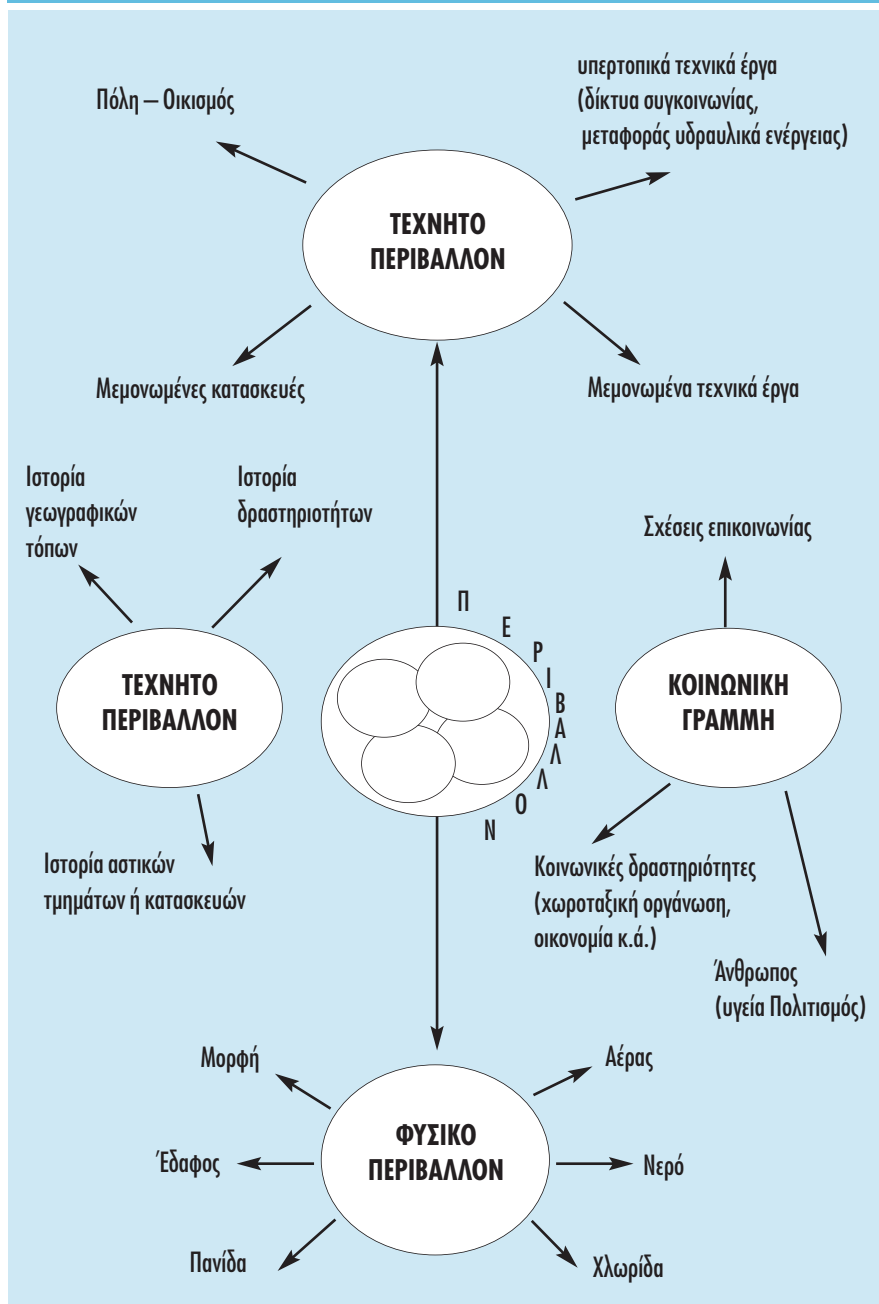 υπερτοπικά τεχνικά έργα
(δίκτυα συγκοινωνίας,
μεταφοράς υδραυλικά ενέργειας)
Πόλη – Οικισμός
ΤΕΧΝΗΤΟ
ΠΕΡΙΒΑΛΛΟΝ
Μεμονωμένες κατασκευές
Μεμονωμένα τεχνικά έργα
Ιστορία
γεωγραφικών
τόπων
Ιστορία
δραστηριοτήτων
Σχέσεις επικοινωνίας
ΤΕΧΝΗΤΟ
ΠΕΡΙΒΑΛΛΟΝ
ΠΕΡΙΒΑΛΛΟΝ
ΚΟΙΝΩΝΙΚΗ
ΓΡΑΜΜΗ
Ιστορία αστικών
τμημάτων ή κατασκευών
Κοινωνικές δραστηριότητες
(χωροταξική οργάνωση,
οικονομία κ.ά.)
Άνθρωπος
(υγεία Πολιτισμός)
Μορφή
Αέρας
Έδαφος
ΦΥΣΙΚΟ
ΠΕΡΙΒΑΛΛΟΝ
Νερό
Πανίδα
Χλωρίδα